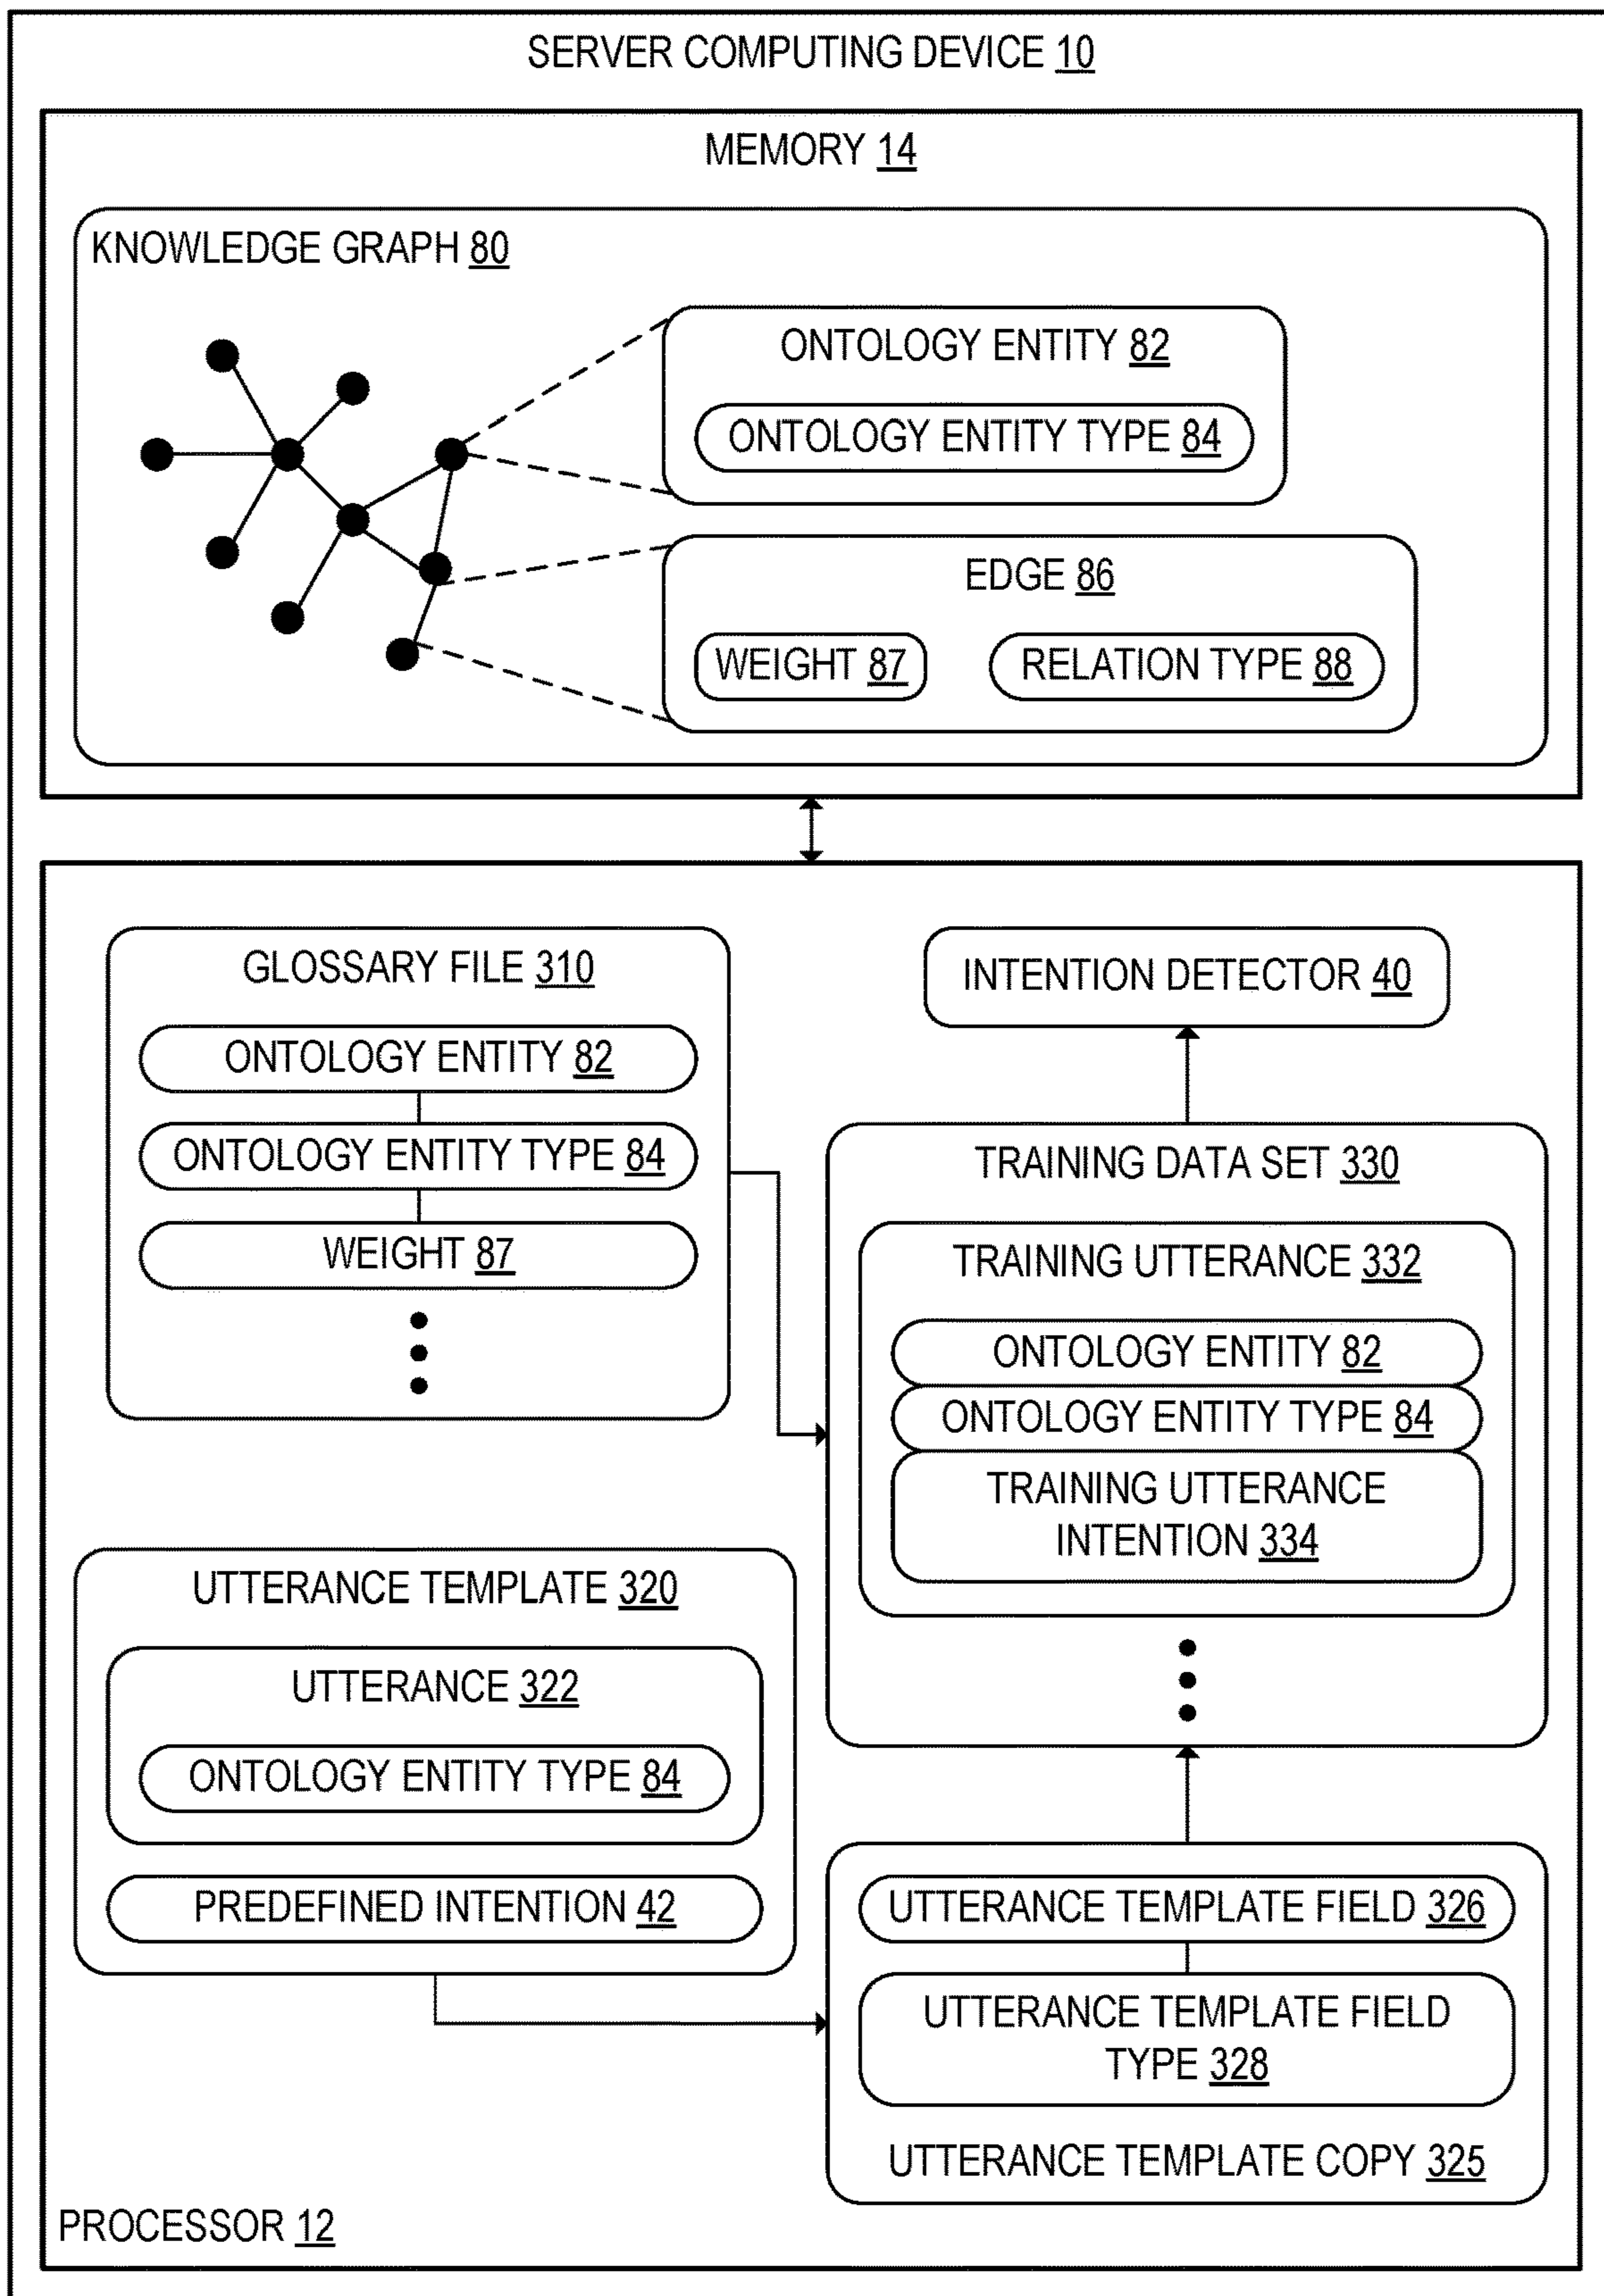 SERVER COMPUTING DEVICE 10
MEMORY 14
KNOWLEDGE GRAPH 80
ONTOLOGY ENTITY 82
ONTOLOGY ENTITY TYPE 84
EDGE 86
WEIGHT 87
RELATION TYPE 88
GLOSSARY FILE 310
ONTOLOGY ENTITY 82
ONTOLOGY ENTITY TYPE 84
WEIGHT 87
INTENTION DETECTOR 40
TRAINING DATA SET 330
TRAINING UTTERANCE 332
ONTOLOGY ENTITY 82
ONTOLOGY ENTITY TYPE 84
TRAINING UTTERANCE
INTENTION 334
UTTERANCE TEMPLATE 320
UTTERANCE 322
ONTOLOGY ENTITY TYPE 84
PREDEFINED INTENTION 42
UTTERANCE TEMPLATE FIELD 326
UTTERANCE TEMPLATE FIELD
TYPE 328
UTTERANCE TEMPLATE COPY 325
PROCESSOR 12